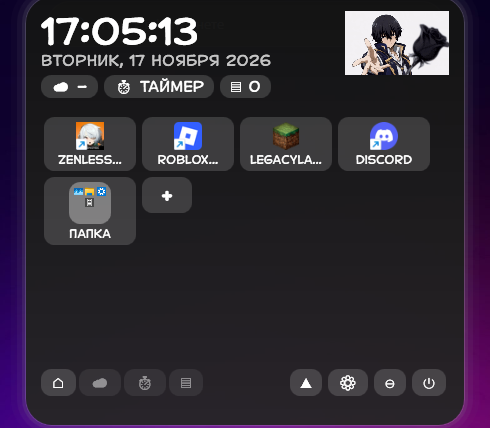 17:05:13
ВТОРНИК, 17 НОЯБРЯ 2026
– ТАЙМЕР 0
ZENLESS... ROBLOX... LEGACYLA... DISCORD
ПАПКА